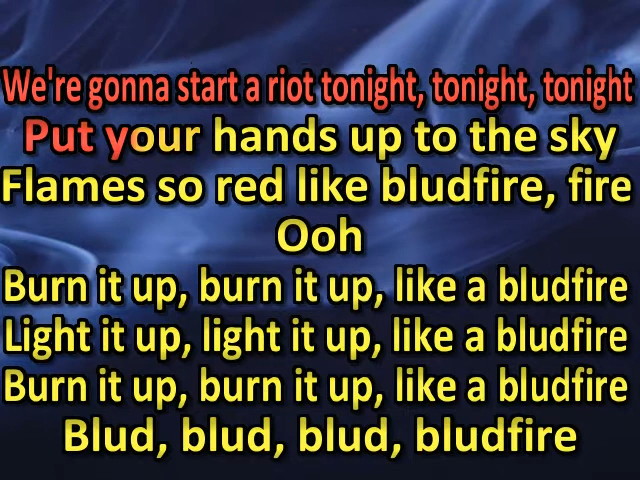 We're gonna start a riot tonight, tonight, tonight
Put your hands up to the sky
Flames so red like bludfire, fire
Ooh
Burn it up, burn it up, like a bludfire
Light it up, light it up, like a bludfire
Burn it up, burn it up, like a bludfire
Blud, blud, blud, bludfire